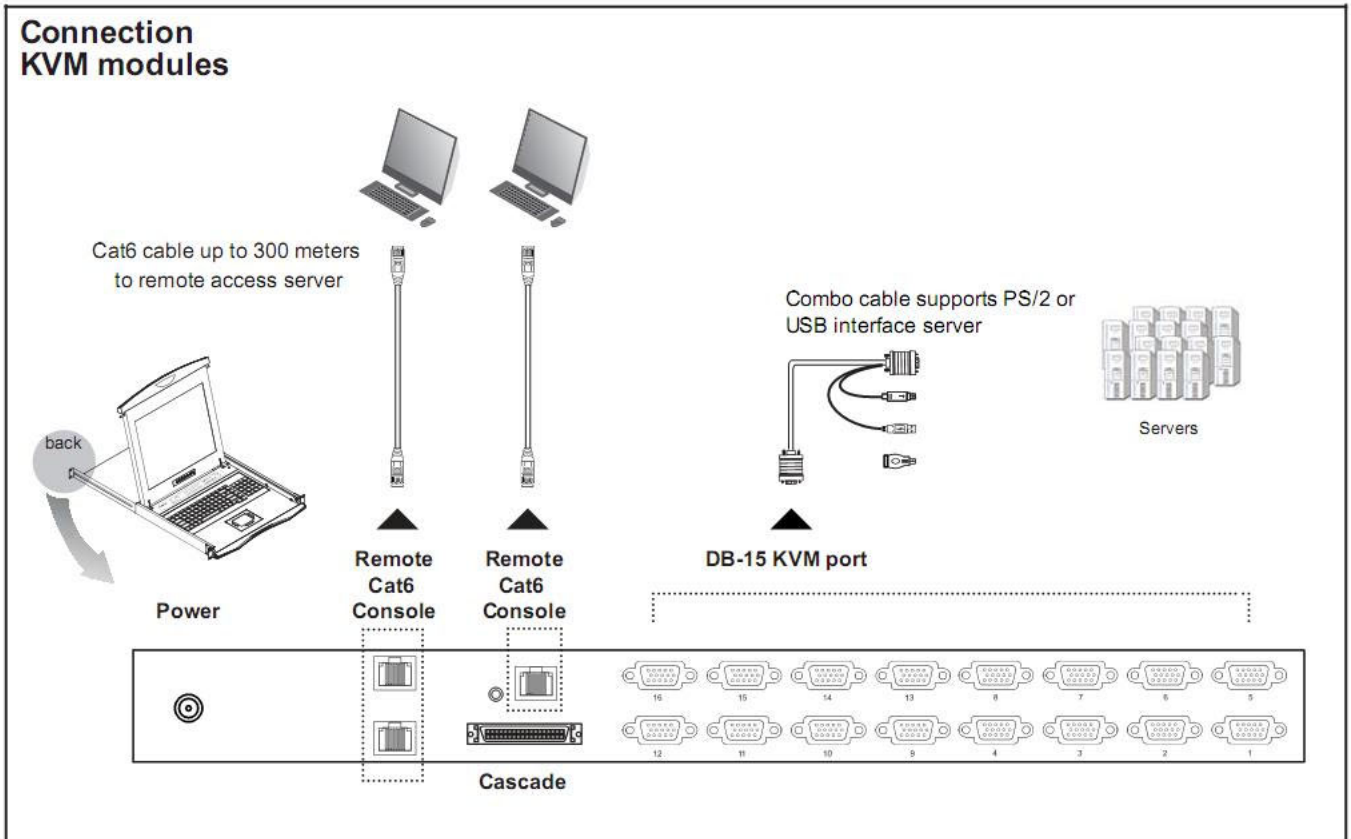 Connection
KVM modules
Cat6 cable up to 300 meters
to remote access server
Combo cable supports PS/2 or
USB interface server
Servers
back
Power
Remote
Cat6
Console
Remote
Cat6
Console
DB-15 KVM port
16 15 14 13 8 7 6 5
12 11 10 9 4 3 2 1
Cascade